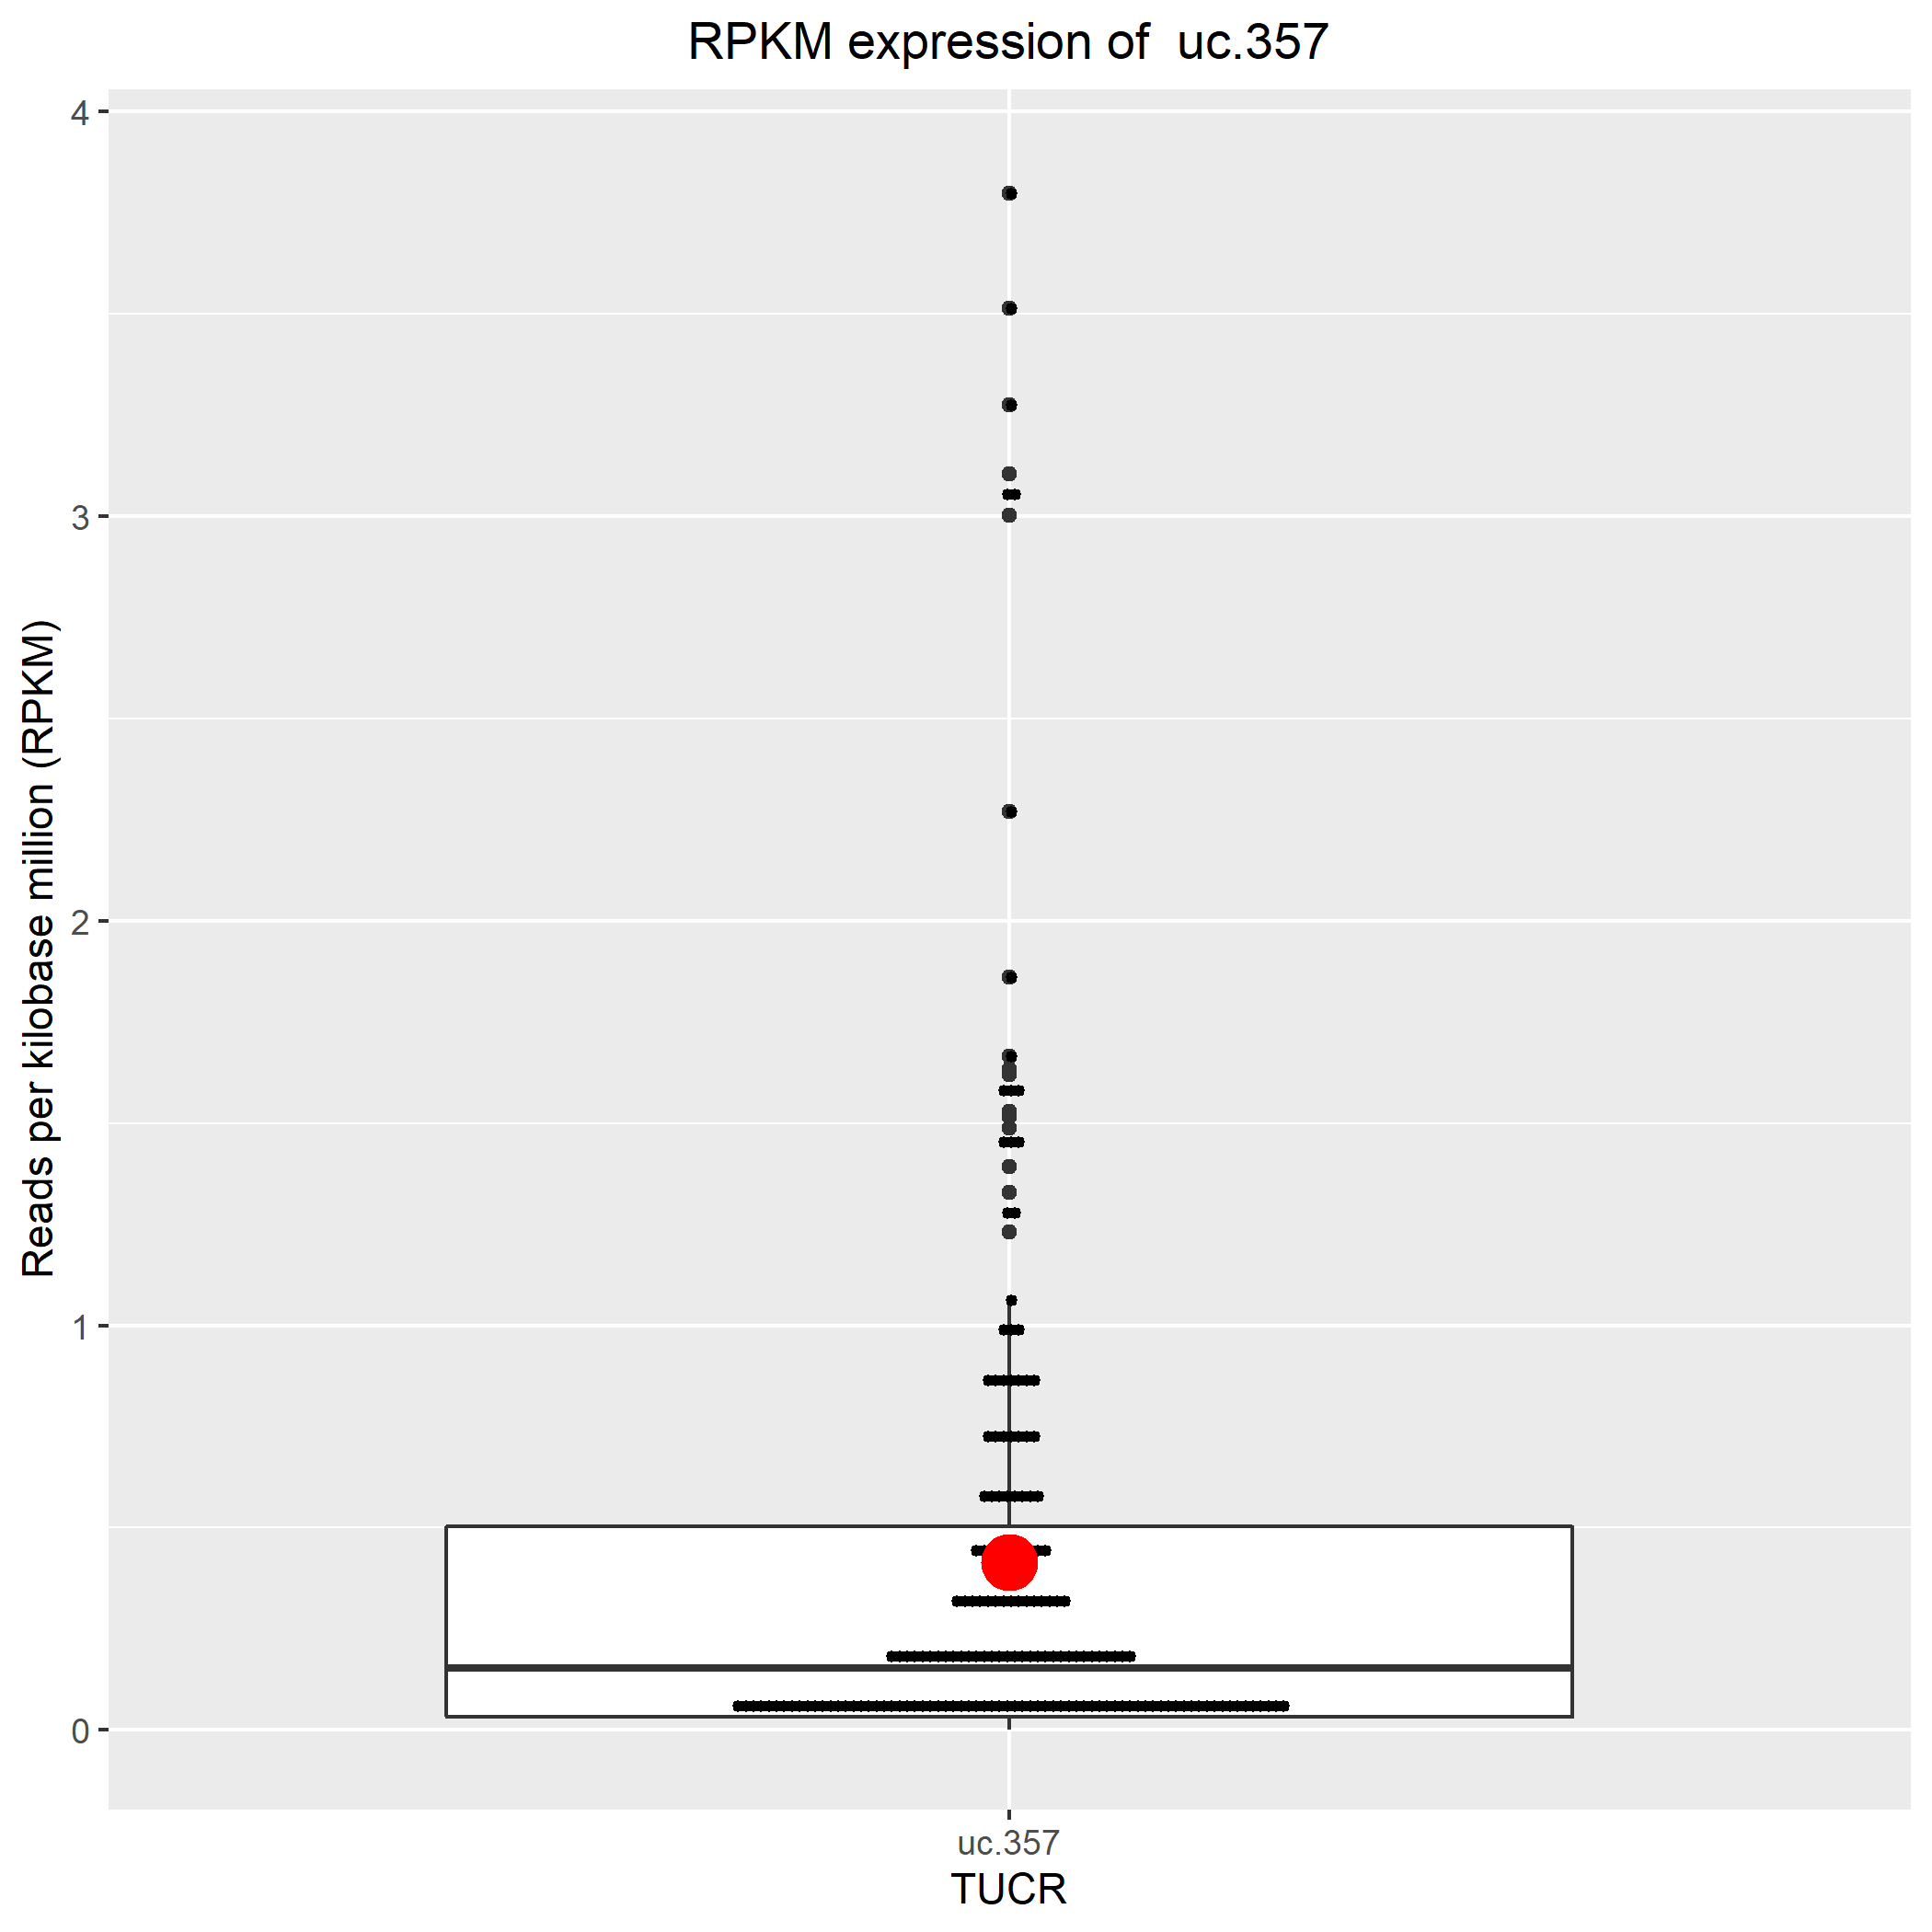 RPKM expression of  uc.357
Reads per kilobase million (RPKM)
4
3
2
1
0
uc.357
TUCR